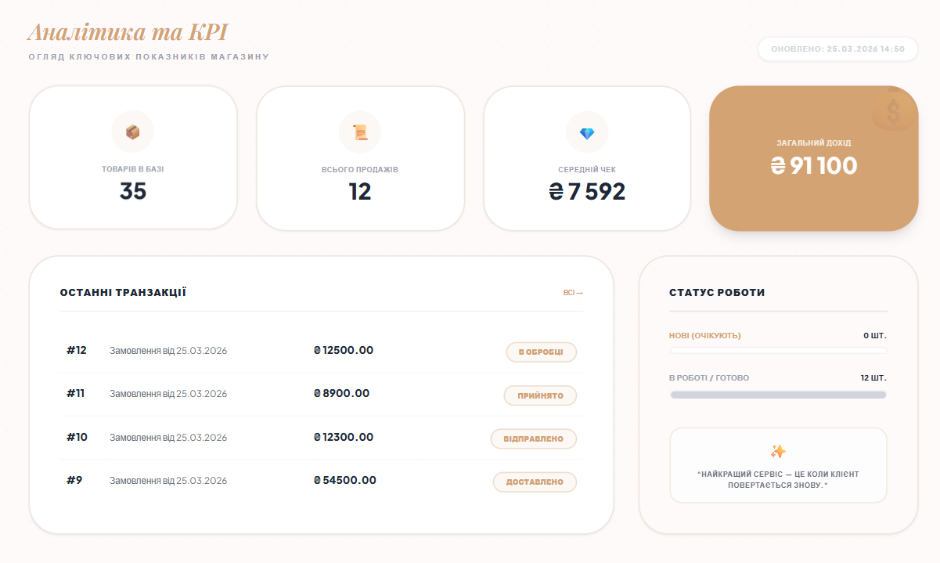 Аналітика та KPI
ОГЛЯД КЛЮЧОВИХ ПОКАЗНИКІВ МАГАЗИНУ
ОНОВЛЕНО: 25.03.2026 14:50
ТОВАРІВ В БАЗІ
35
ВСЬОГО ПРОДАЖІВ
12
СЕРЕДНІЙ ЧЕК
₴ 7 592
ЗАГАЛЬНИЙ ДОХІД
₴ 91 100
ОСТАННІ ТРАНЗАКЦІЇ
ВСІ →
#12 Замовлення від 25.03.2026 ₴ 12500.00 В ОБРОБЦІ
#11 Замовлення від 25.03.2026 ₴ 8900.00 ПРИЙНЯТО
#10 Замовлення від 25.03.2026 ₴ 12300.00 ВІДПРАВЛЕНО
#9 Замовлення від 25.03.2026 ₴ 54500.00 ДОСТАВЛЕНО
СТАТУС РОБОТИ
НОВІ (ОЧІКУЮТЬ) 0 ШТ.
В РОБОТІ / ГОТОВО 12 ШТ.
"НАЙКРАЩИЙ СЕРВІС — ЦЕ КОЛИ КЛІЄНТ
ПОВЕРТАЄТЬСЯ ЗНОВУ."